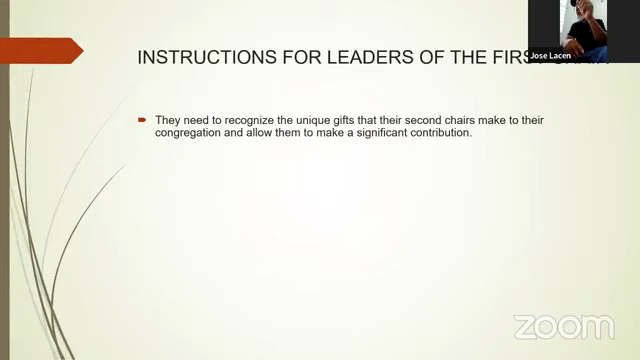 INSTRUCTIONS FOR LEADERS OF THE FIRST
They need to recognize the unique gifts that their second chairs make to their
congregation and allow them to make a significant contribution.
Jose Lacen
zoom